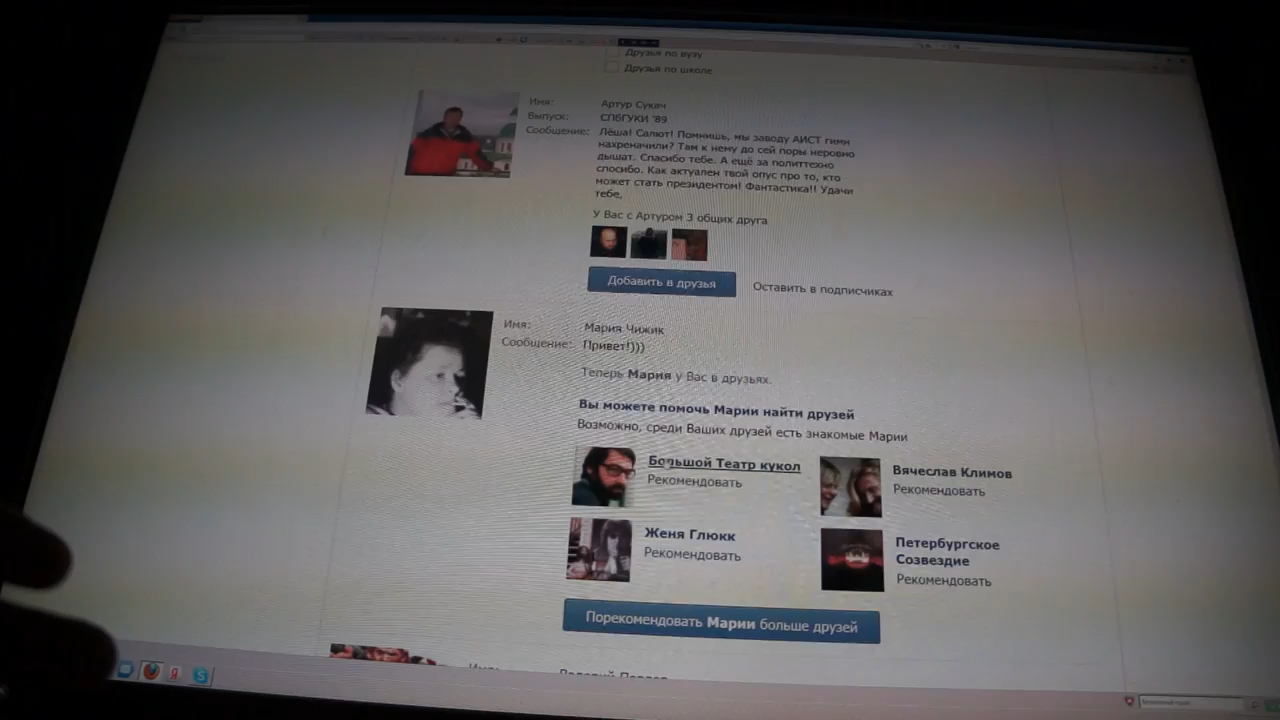 Друзья по вузу
Друзья по школе
Имя: Артур Сукач
Выпуск: СПбГУКИ '89
Сообщение: Лёша! Салют! Помнишь, мы заводу АИСТ гимн
нахреначили? Там к нему до сей поры неровно
дышат. Спасибо тебе. А ещё за политтехно
спосибо. Как актуален твой опус про то, кто
может стать президентом! Фантастика!! Удачи
тебе,
У Вас с Артуром 3 общих друга
Добавить в друзья Оставить в подписчиках
Имя: Мария Чижик
Сообщение: Привет!)))
Теперь Мария у Вас в друзьях.
Вы можете помочь Марии найти друзей
Возможно, среди Ваших друзей есть знакомые Марии
Большой Театр кукол
Рекомендовать
Вячеслав Климов
Рекомендовать
Женя Глюкк
Рекомендовать
Петербургское
Созвездие
Рекомендовать
Порекомендовать Марии больше друзей
Имя: